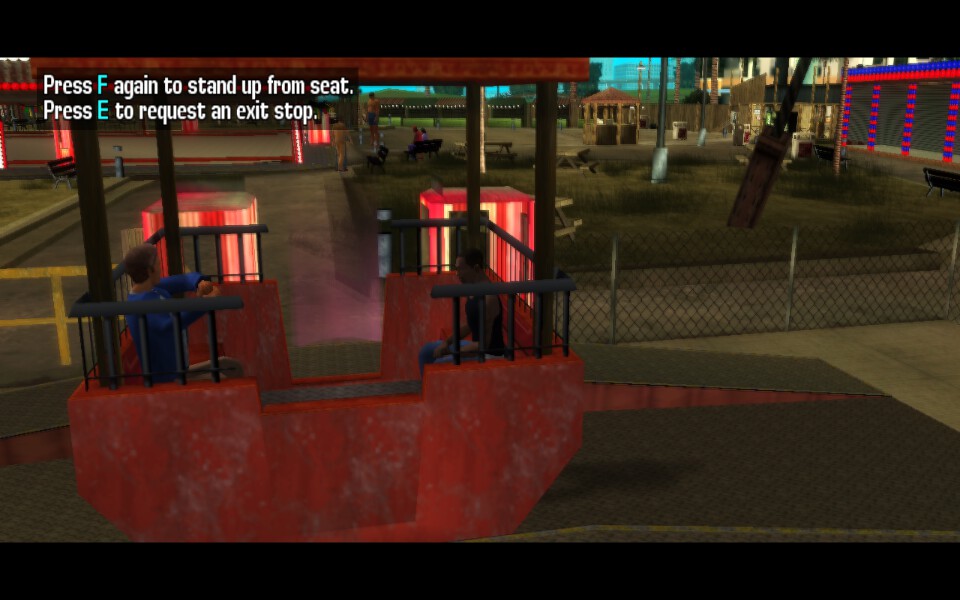 Press F again to stand up from seat.
Press E to request an exit stop.